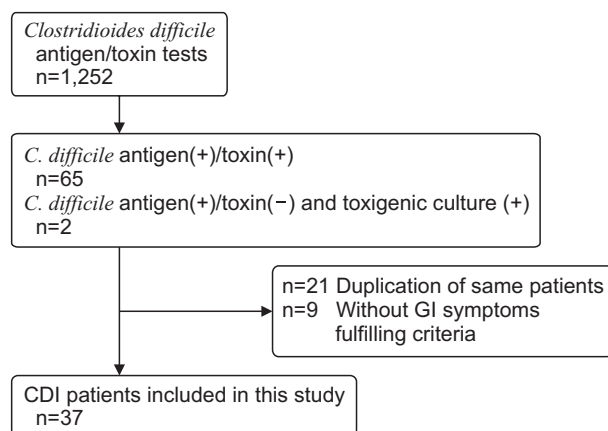 Clostridioides difficile
antigen/toxin tests
n=1,252
C. difficile antigen(+)/toxin(+)
n=65
C. difficile antigen(+)/toxin(−) and toxigenic culture (+)
n=2
n=21 Duplication of same patients
n=9 Without GI symptoms
fulfilling criteria
CDI patients included in this study
n=37